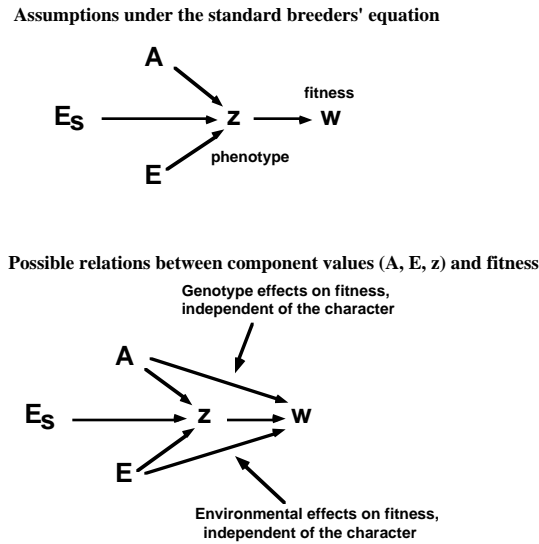 Assumptions under the standard breeders' equation
A
fitness
Es z w
phenotype
E
Possible relations between component values (A, E, z) and fitness
Genotype effects on fitness,
independent of the character
A
Es z w
E
Environmental effects on fitness,
independent of the character